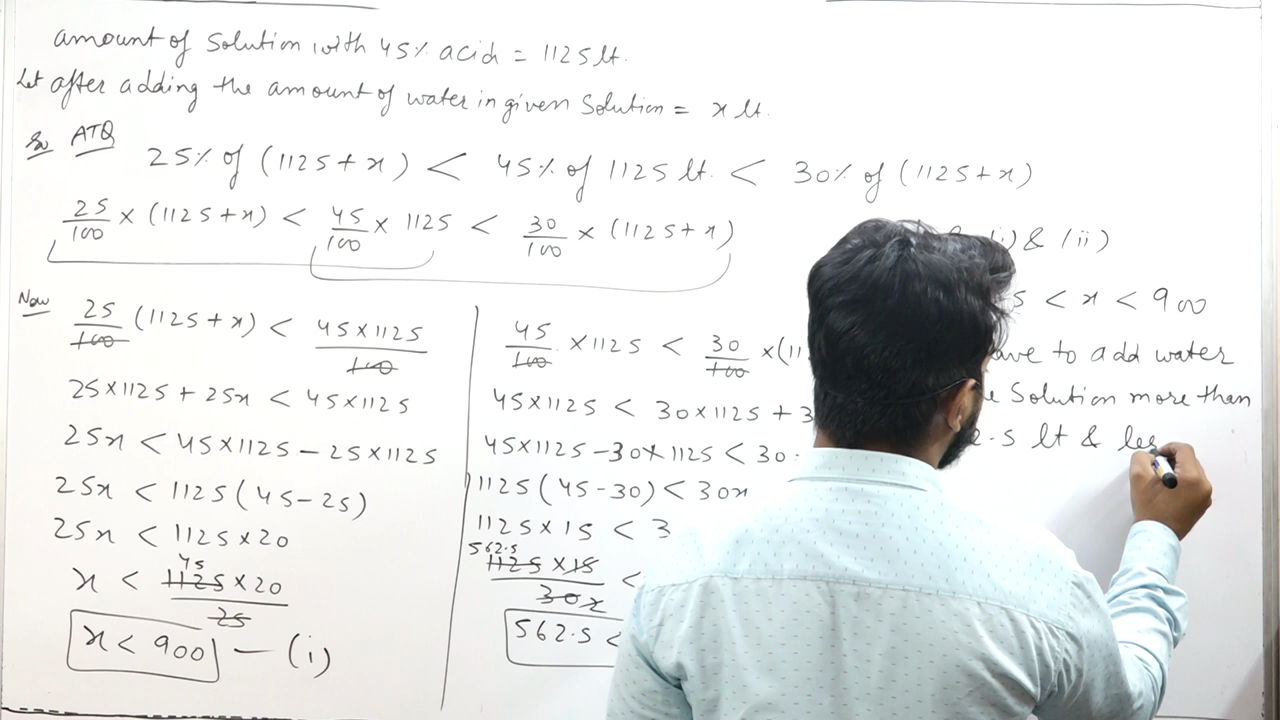 amount of Solution with 45% acid = 1125 lt.
Let after adding the amount of water in given Solution = x lt.
So ATQ
25% of (1125 + x) < 45% of 1125 lt. < 30% of (1125 + x)
25/100 × (1125 + x) < 45/100 × 1125 < 30/100 × (1125 + x)
Now 25/100 (1125 + x) < 45 × 1125/100
25 × 1125 + 25x < 45 × 1125
25x < 45 × 1125 - 25 × 1125
25x < 1125 (45 - 25)
25x < 1125 × 20
45
x < 1125 × 20/25
x < 900 — (i)
45/100 × 1125 < 30/100 × (11
45 × 1125 < 30 × 1125 + 3
45 × 1125 - 30 × 1125 < 30
1125 (45 - 30) < 30x
1125 × 15 < 3
562.5
1125 × 15/30x <
562.5 <
) & (ii)
5 < x < 900
ave to add water
Solution more than
.5 lt & les